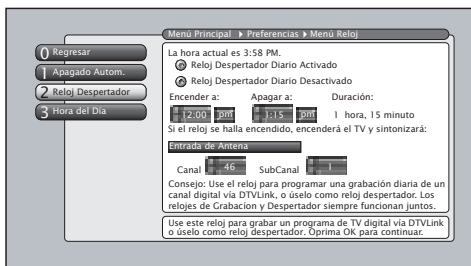 Menú Principal Preferencias Menú Reloj
0 Regresar
1 Apagado Autom.
2 Reloj Despertador
3 Hora del Día
La hora actual es 3:58 PM.
Reloj Despertador Diario Activado
Reloj Despertador Diario Desactivado
Encender a: Apagar a: Duración:
12:00 pm 1:15 pm 1 hora, 15 minuto
Si el reloj se halla encendido, encenderá el TV y sintonizará:
Entrada de Antena
Canal 46 SubCanal 1
Consejo: Use el reloj para programar una grabación diaria de un
canal digital vía DTVLink, o úselo como reloj despertador. Los
relojes de Grabacion y Despertador siempre funcionan juntos.
Use este reloj para grabar un programa de TV digital vía DTVLink
o úselo como reloj despertador. Oprima OK para continuar.